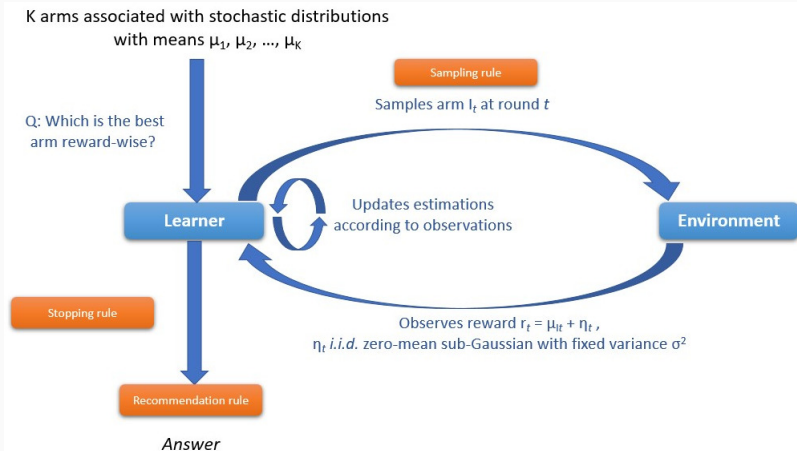 K arms associated with stochastic distributions
with means μ₁, μ₂, ..., μK
Sampling rule
Samples arm Iₜ at round t
Q: Which is the best
arm reward-wise?
Updates estimations
according to observations
Learner
Environment
Stopping rule
Observes reward rₜ = μIt + ηₜ ,
ηₜ i.i.d. zero-mean sub-Gaussian with fixed variance σ²
Recommendation rule
Answer